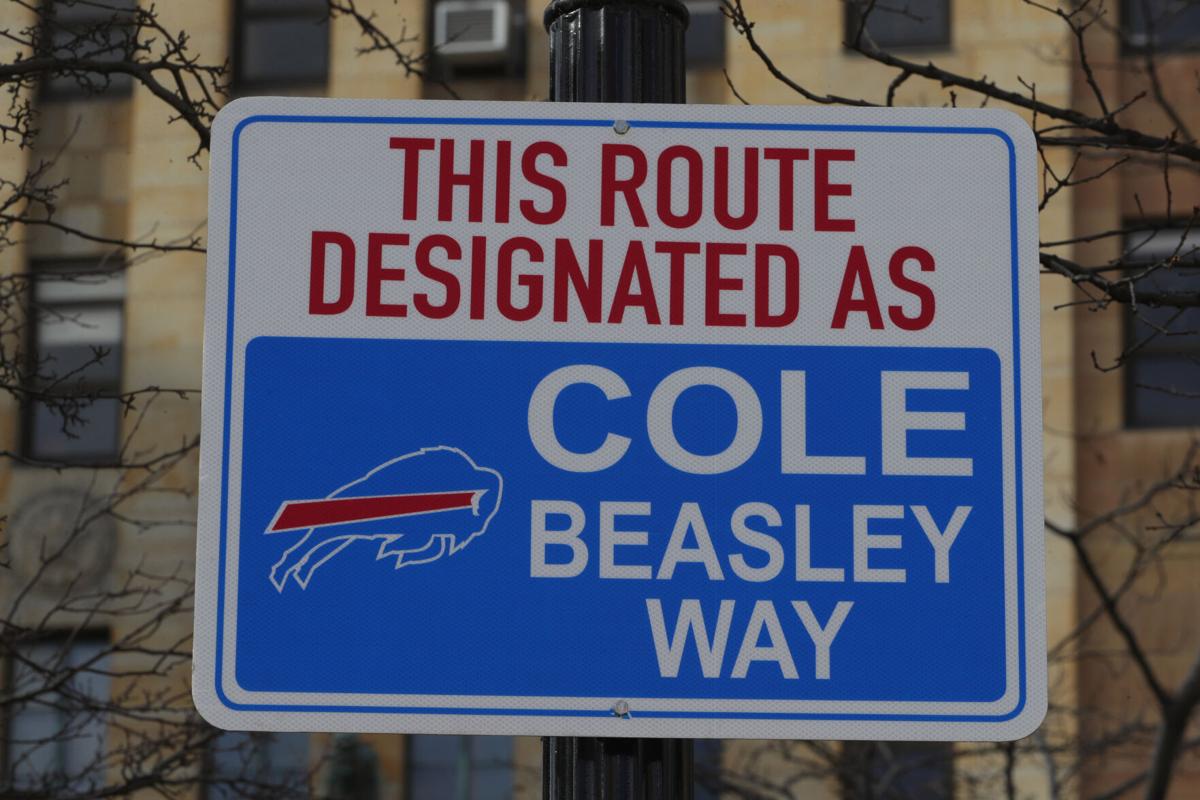 THIS ROUTE
DESIGNATED AS
COLE
BEASLEY
WAY